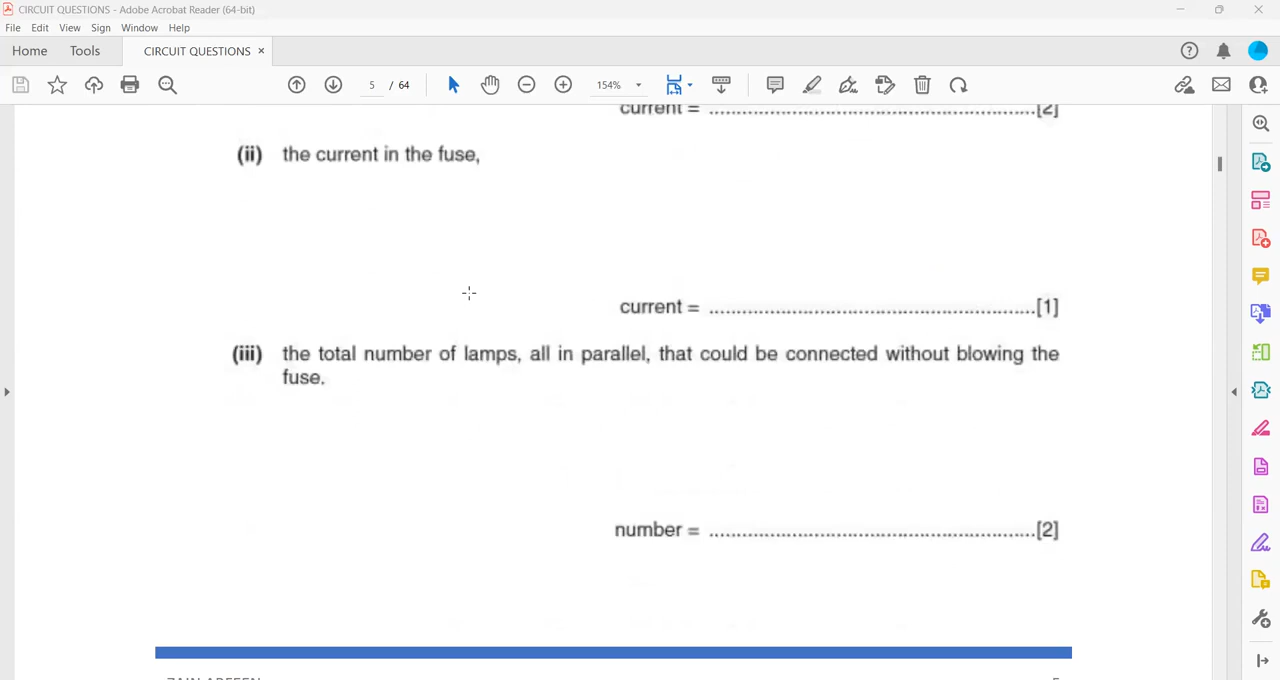 CIRCUIT QUESTIONS - Adobe Acrobat Reader (64-bit)
File Edit View Sign Window Help
Home Tools CIRCUIT QUESTIONS ×
5 / 64 154%
current = ............................................................[2]
(ii) the current in the fuse,
current = ............................................................[1]
(iii) the total number of lamps, all in parallel, that could be connected without blowing the
fuse.
number = ............................................................[2]
ZAIN ARFEEN 5